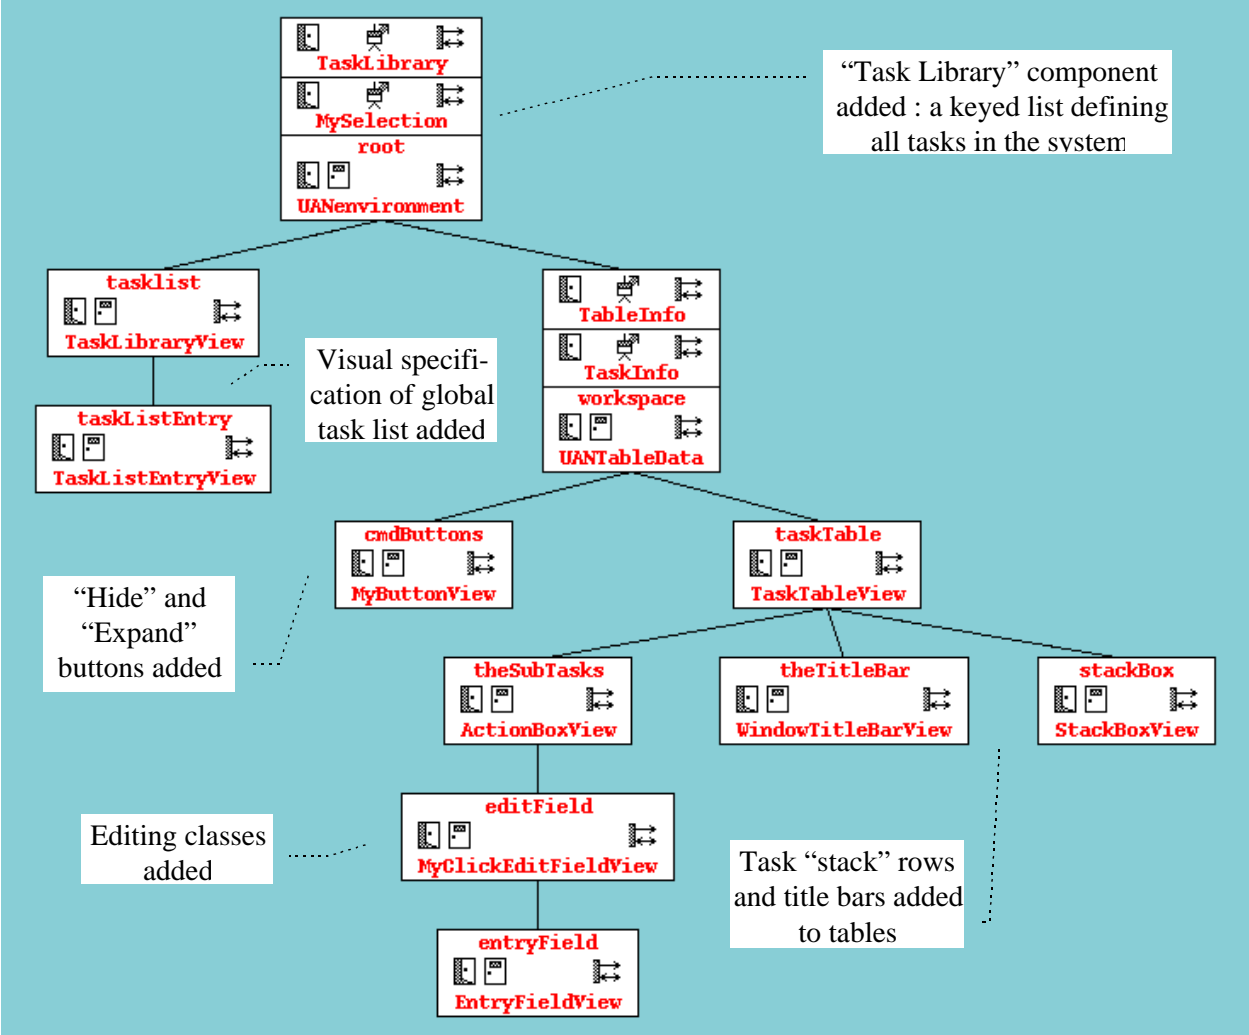 TaskLibrary
MySelection
root
UANenvironment
“Task Library” component
added : a keyed list defining
all tasks in the system
tasklist
TaskLibraryView
taskListEntry
TaskListEntryView
Visual specifi-
cation of global
task list added
TableInfo
TaskInfo
workspace
UANTableData
cmdButtons
MyButtonView
taskTable
TaskTableView
“Hide” and
“Expand”
buttons added
theSubTasks
ActionBoxView
theTitleBar
WindowTitleBarView
stackBox
StackBoxView
editField
MyClickEditFieldView
Editing classes
added
Task “stack” rows
and title bars added
to tables
entryField
EntryFieldView